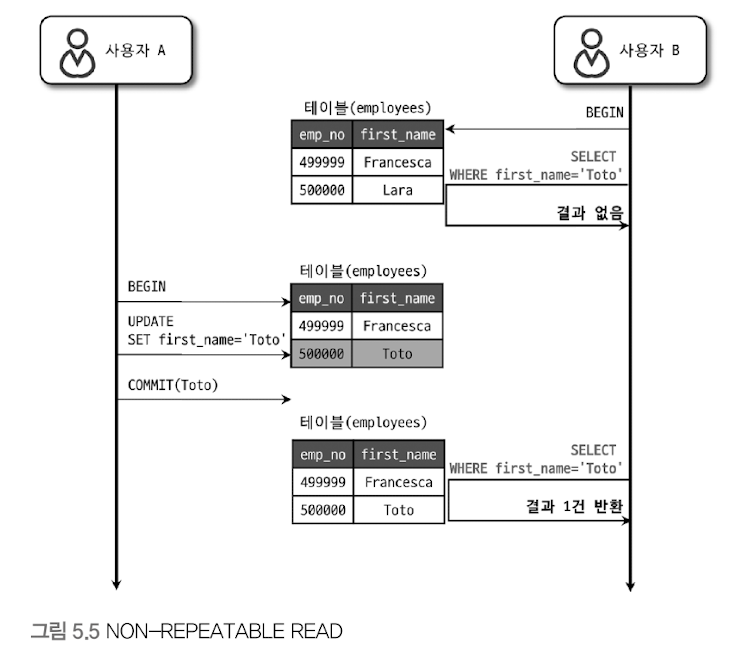 사용자 A
사용자 B
테이블(employees)
BEGIN
emp_no first_name
499999 Francesca
500000 Lara
SELECT
WHERE first_name='Toto'
결과 없음
테이블(employees)
BEGIN
emp_no first_name
UPDATE
SET first_name='Toto'
499999 Francesca
500000 Toto
COMMIT(Toto)
테이블(employees)
emp_no first_name
499999 Francesca
500000 Toto
SELECT
WHERE first_name='Toto'
결과 1건 반환
그림 5.5 NON-REPEATABLE READ